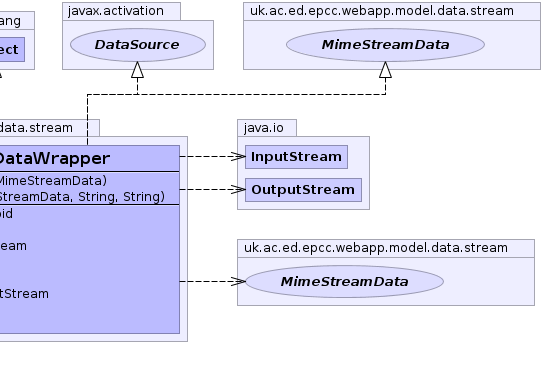 javax.activation
uk.ac.ed.epcc.webapp.model.data.stream
ang
DataSource
MimeStreamData
ect
data.stream
java.io
DataWrapper
InputStream
MimeStreamData)
StreamData, String, String)
OutputStream
oid
eam
uk.ac.ed.epcc.webapp.model.data.stream
MimeStreamData
tStream